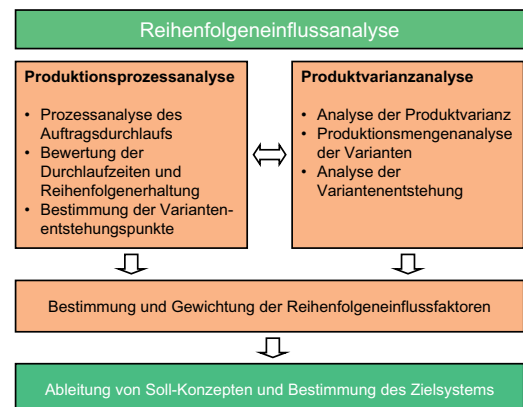 Reihenfolgeneinflussanalyse
Produktionsprozessanalyse
• Prozessanalyse des
Auftragsdurchlaufs
• Bewertung der
Durchlaufzeiten und
Reihenfolgenerhaltung
• Bestimmung der Varianten-
entstehungspunkte
Produktvarianzanalyse
• Analyse der Produktvarianz
• Produktionsmengenanalyse
der Varianten
• Analyse der
Variantenentstehung
Bestimmung und Gewichtung der Reihenfolgeneinflussfaktoren
Ableitung von Soll-Konzepten und Bestimmung des Zielsystems